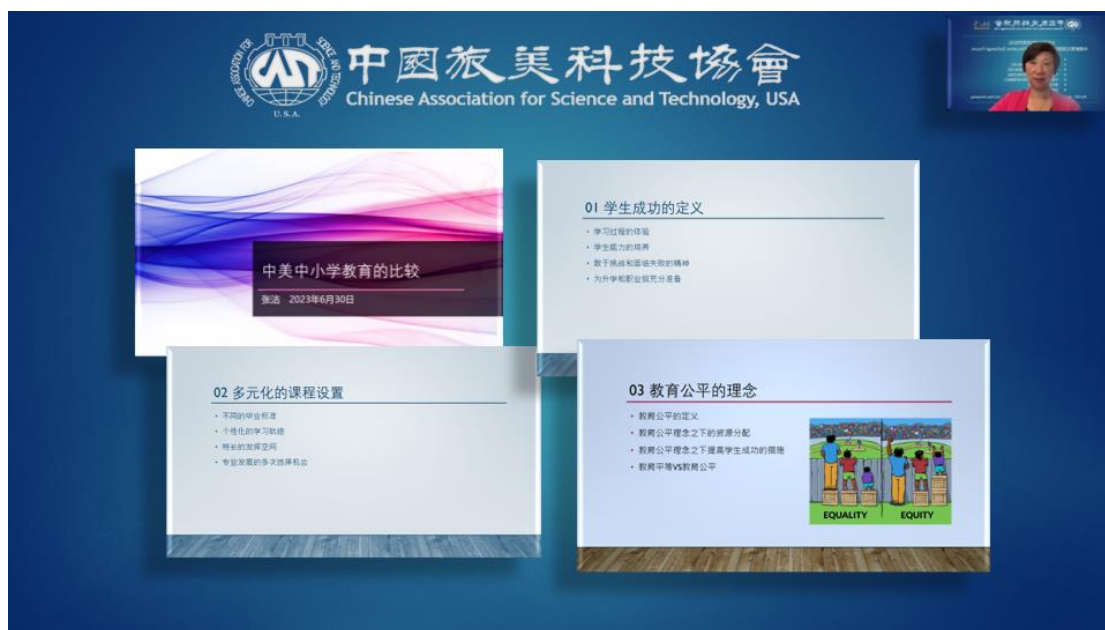 中國旅美科技協會
Chinese Association for Science and Technology, USA
CHINESE ASSOCIATION FOR SCIENCE AND TECHNOLOGY
U.S.A.
中美中小学教育的比较
张洁 2023年6月30日
01 学生成功的定义
• 学习过程的体验
• 学生能力的培养
• 敢于挑战和面临失败的精神
• 为升学和职业做充分准备
02 多元化的课程设置
• 不同的毕业标准
• 个性化的学习轨迹
• 特长的发挥空间
• 专业发展的多次选择机会
03 教育公平的理念
• 教育公平的定义
• 教育公平理念之下的资源分配
• 教育公平理念之下提高学生成功的措施
• 教育平等VS教育公平
EQUALITY
EQUITY